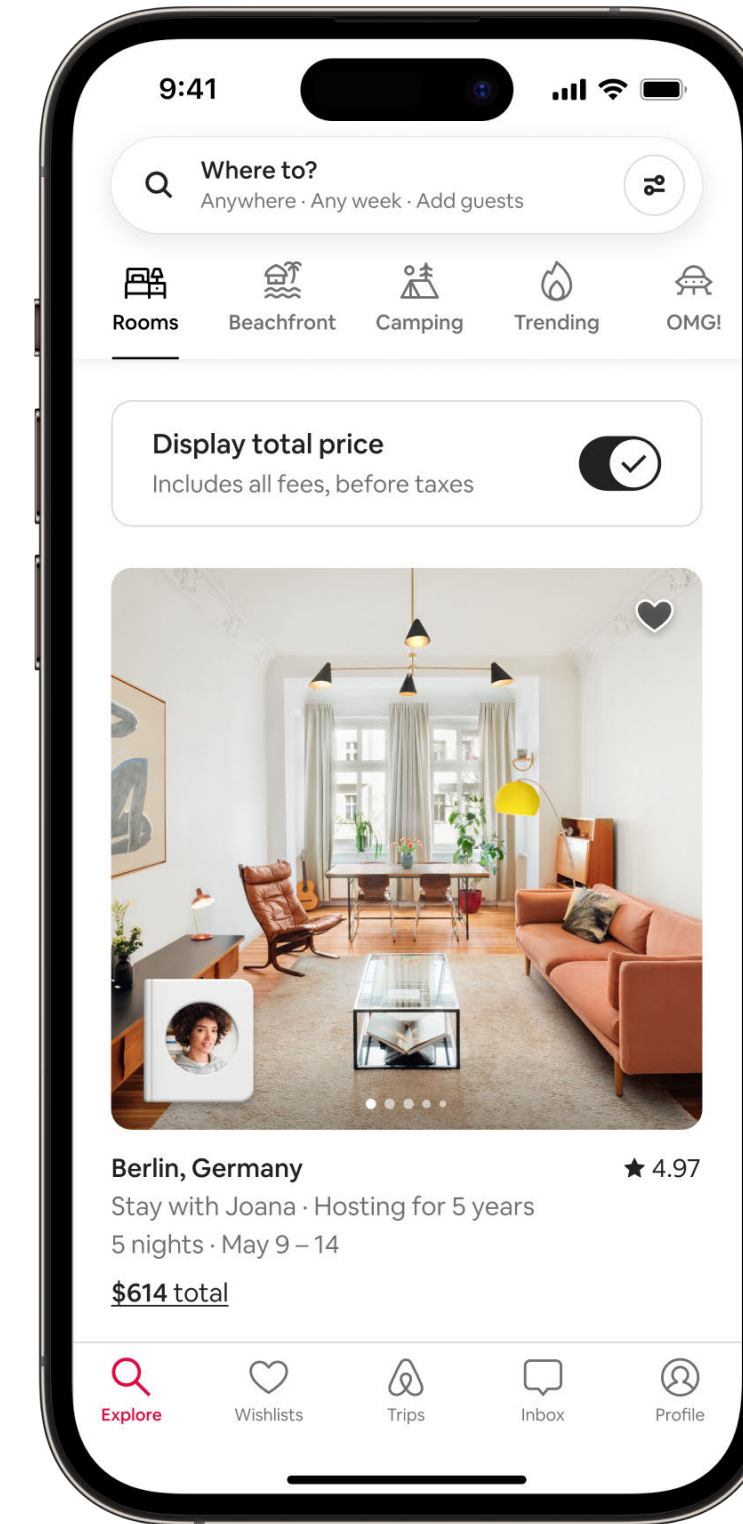 9:41
Where to?
Anywhere · Any week · Add guests
Rooms
Beachfront
Camping
Trending
OMG!
Display total price
Includes all fees, before taxes
Berlin, Germany
★ 4.97
Stay with Joana · Hosting for 5 years
5 nights · May 9 – 14
$614 total
Explore
Wishlists
Trips
Inbox
Profile